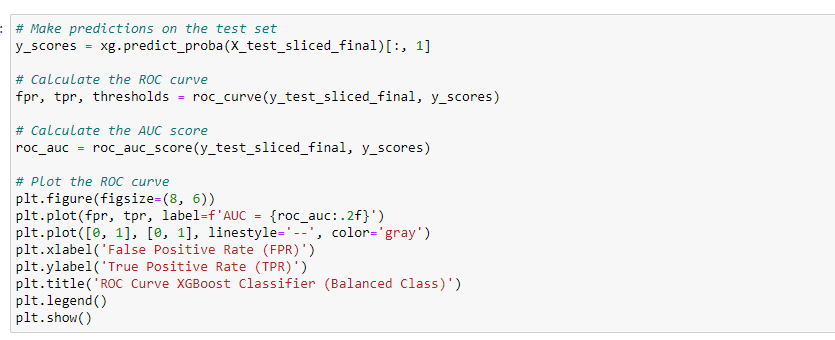 :
# Make predictions on the test set
y_scores = xg.predict_proba(X_test_sliced_final)[:, 1]
# Calculate the ROC curve
fpr, tpr, thresholds = roc_curve(y_test_sliced_final, y_scores)
# Calculate the AUC score
roc_auc = roc_auc_score(y_test_sliced_final, y_scores)
# Plot the ROC curve
plt.figure(figsize=(8, 6))
plt.plot(fpr, tpr, label=f'AUC = {roc_auc:.2f}')
plt.plot([0, 1], [0, 1], linestyle='--', color='gray')
plt.xlabel('False Positive Rate (FPR)')
plt.ylabel('True Positive Rate (TPR)')
plt.title('ROC Curve XGBoost Classifier (Balanced Class)')
plt.legend()
plt.show()